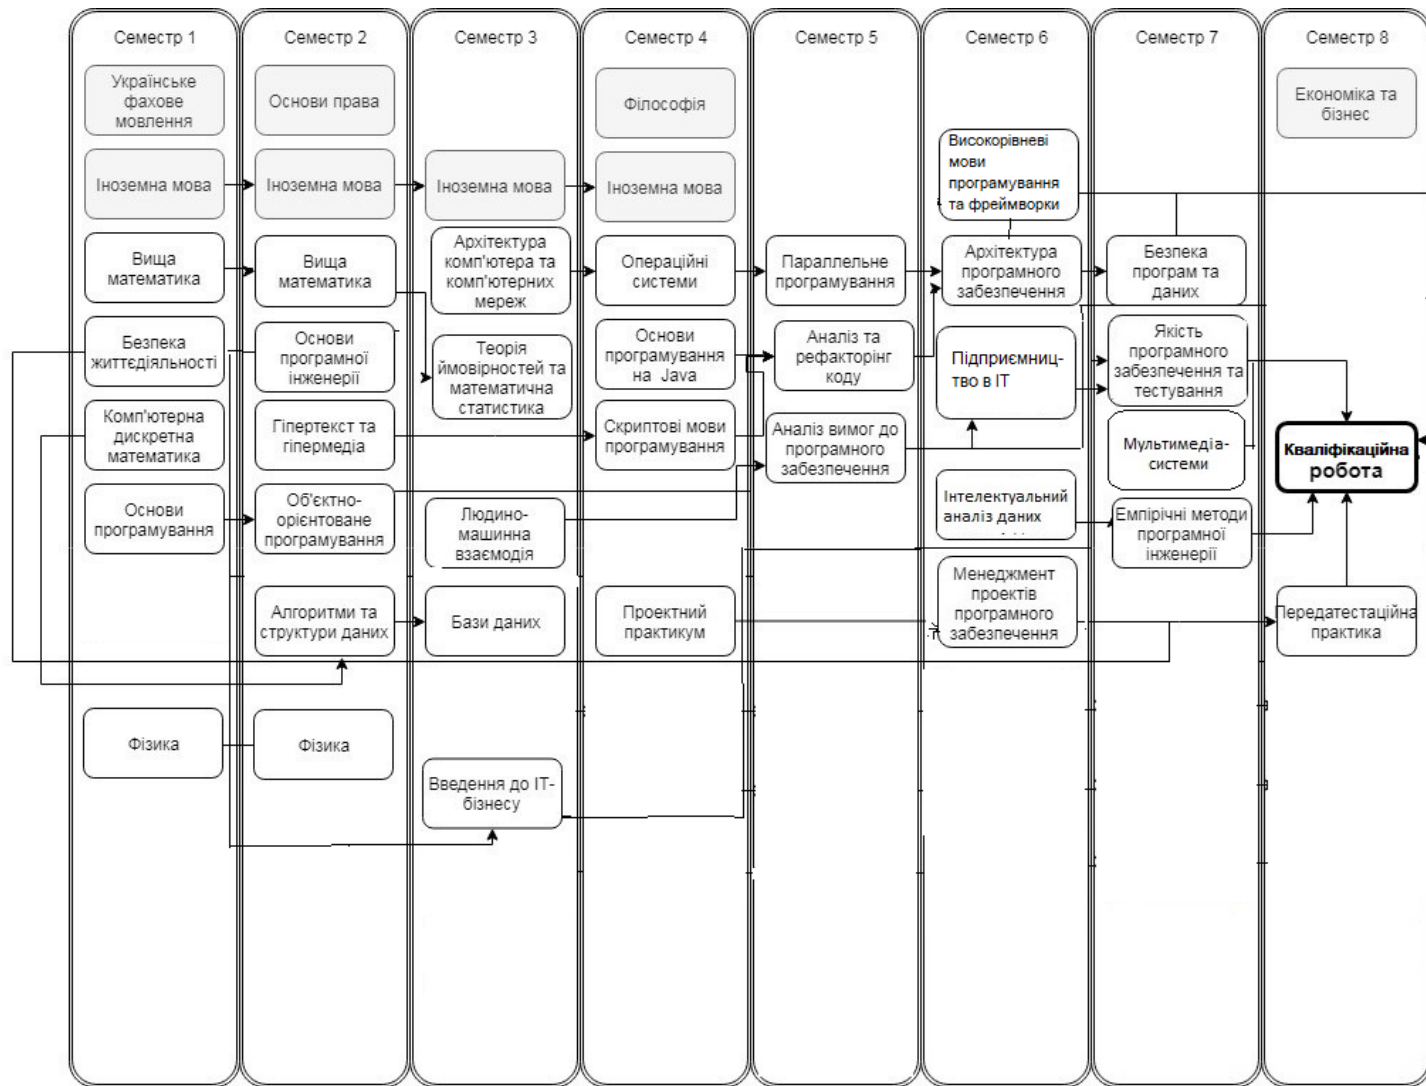 Семестр 1
Українське
фахове
мовлення
Іноземна мова
Вища
математика
Безпека
життєдіяльності
Комп'ютерна
дискретна
математика
Основи
програмування
Фізика
Семестр 2
Основи права
Іноземна мова
Вища
математика
Основи
програмної
інженерії
Гіпертекст та
гіпермедіа
Об'єктно-
орієнтоване
програмування
Алгоритми та
структури даних
Фізика
Семестр 3
Іноземна мова
Архітектура
комп'ютера та
комп'ютерних
мереж
Теорія
ймовірностей та
математична
статистика
Людино-
машинна
взаємодія
Бази даних
Введення до ІТ-
бізнесу
Семестр 4
Філософія
Іноземна мова
Операційні
системи
Основи
програмування
на Java
Скриптові мови
програмування
Проектний
практикум
Семестр 5
Параллельне
програмування
Аналіз та
рефакторінг
коду
Аналіз вимог до
програмного
забезпечення
Семестр 6
Високорівневі
мови
програмування
та фреймворки
Архітектура
програмного
забезпечення
Підприємниц-
тво в ІТ
Інтелектуальний
аналіз даних
Менеджмент
проектів
програмного
забезпечення
Семестр 7
Безпека
програм та
даних
Якість
програмного
забезпечення та
тестування
Мультимедіа-
системи
Емпіричні методи
програмної
інженерії
Семестр 8
Економіка та
бізнес
Кваліфікаційна
робота
Передатестаційна
практика